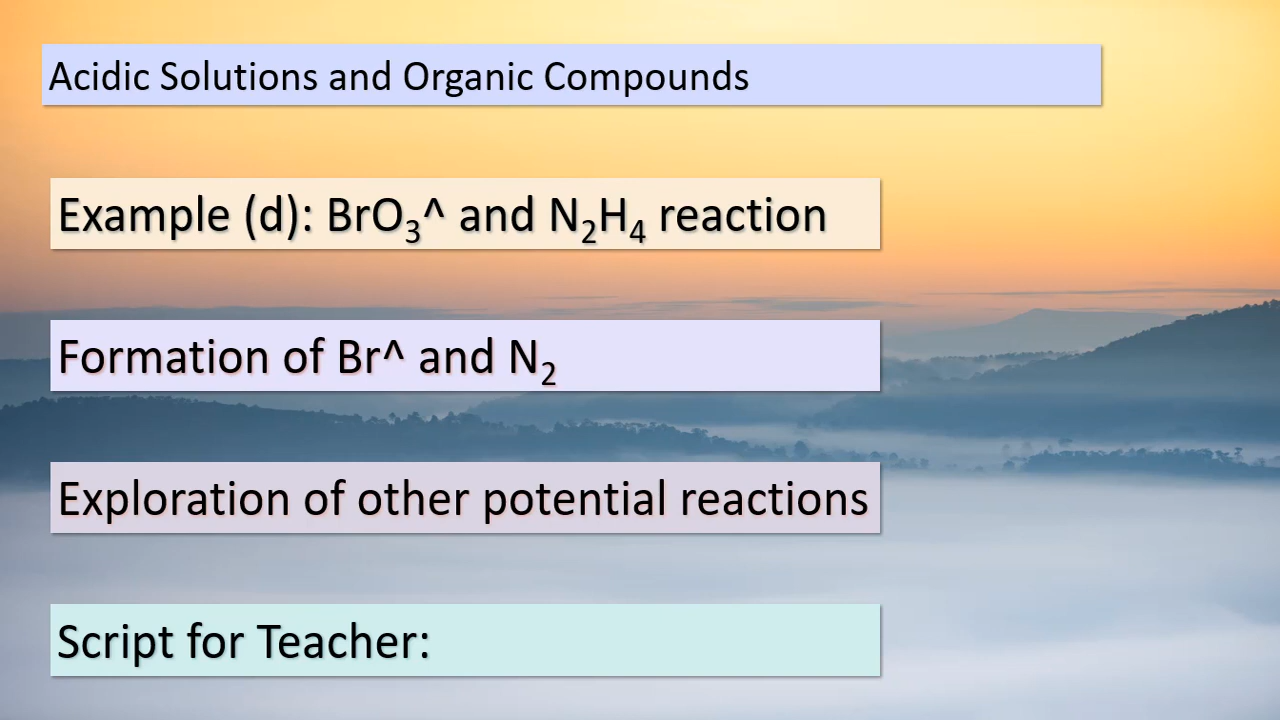 Acidic Solutions and Organic Compounds
Example (d): BrO₃^ and N₂H₄ reaction
Formation of Br^ and N₂
Exploration of other potential reactions
Script for Teacher: